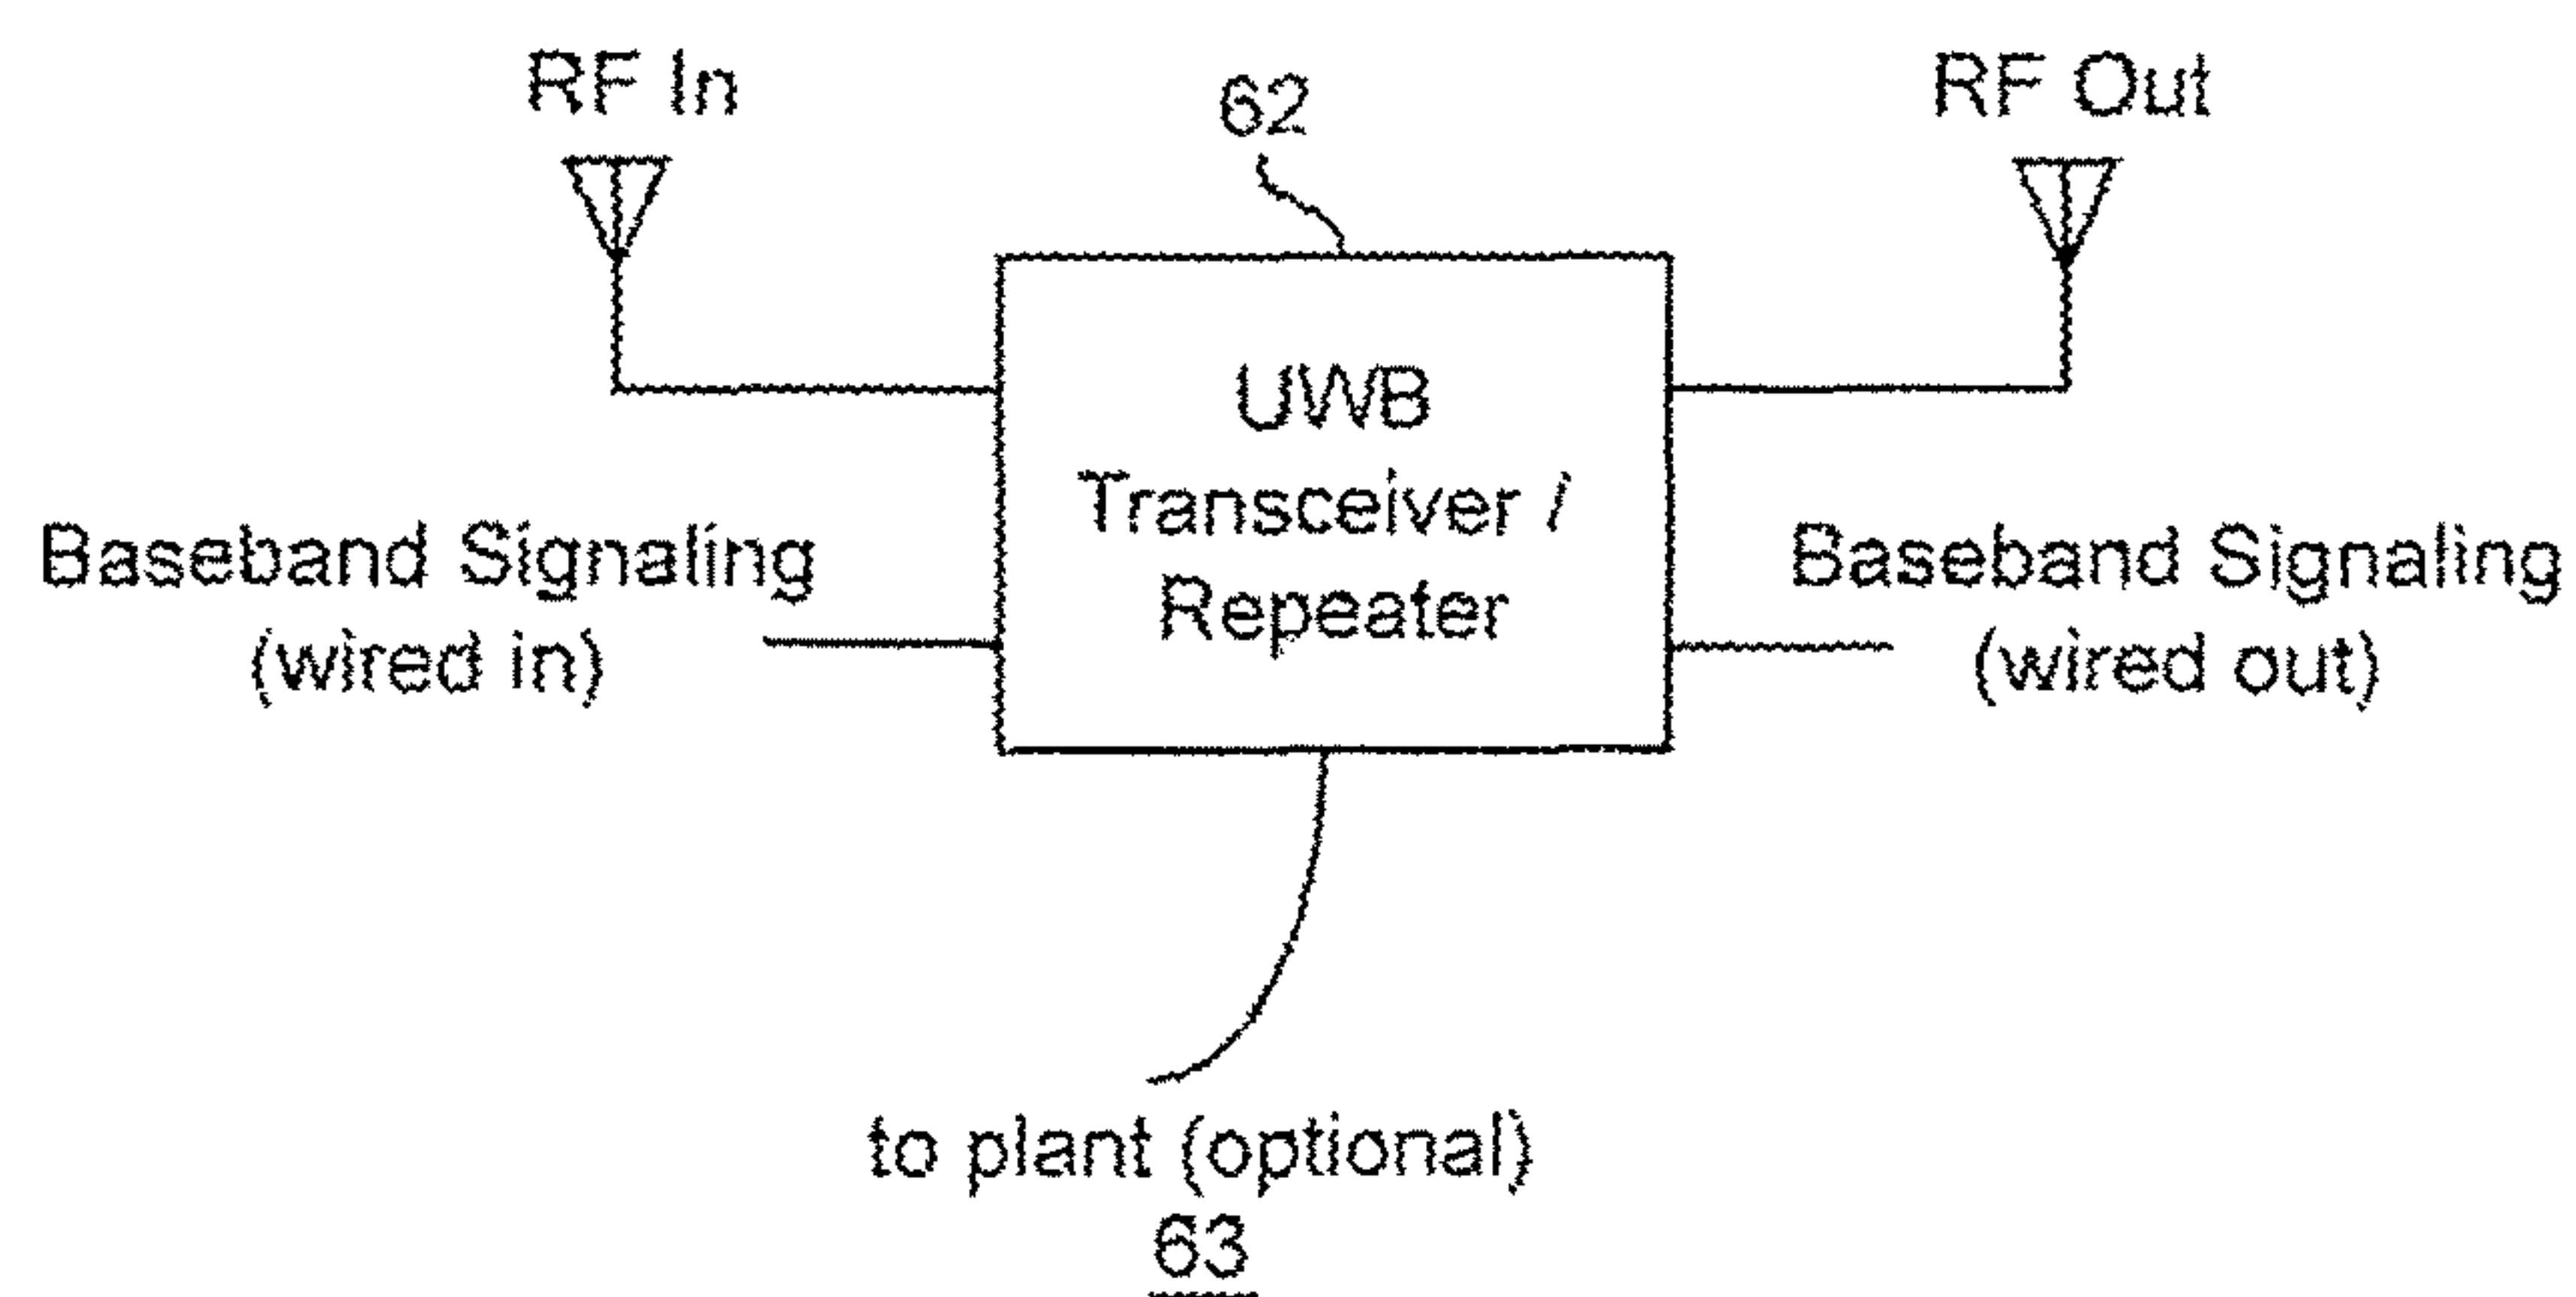 RF In
62
RF Out
UWB
Transceiver /
Repeater
Baseband Signaling
(wired in)
Baseband Signaling
(wired out)
to plant (optional)
63